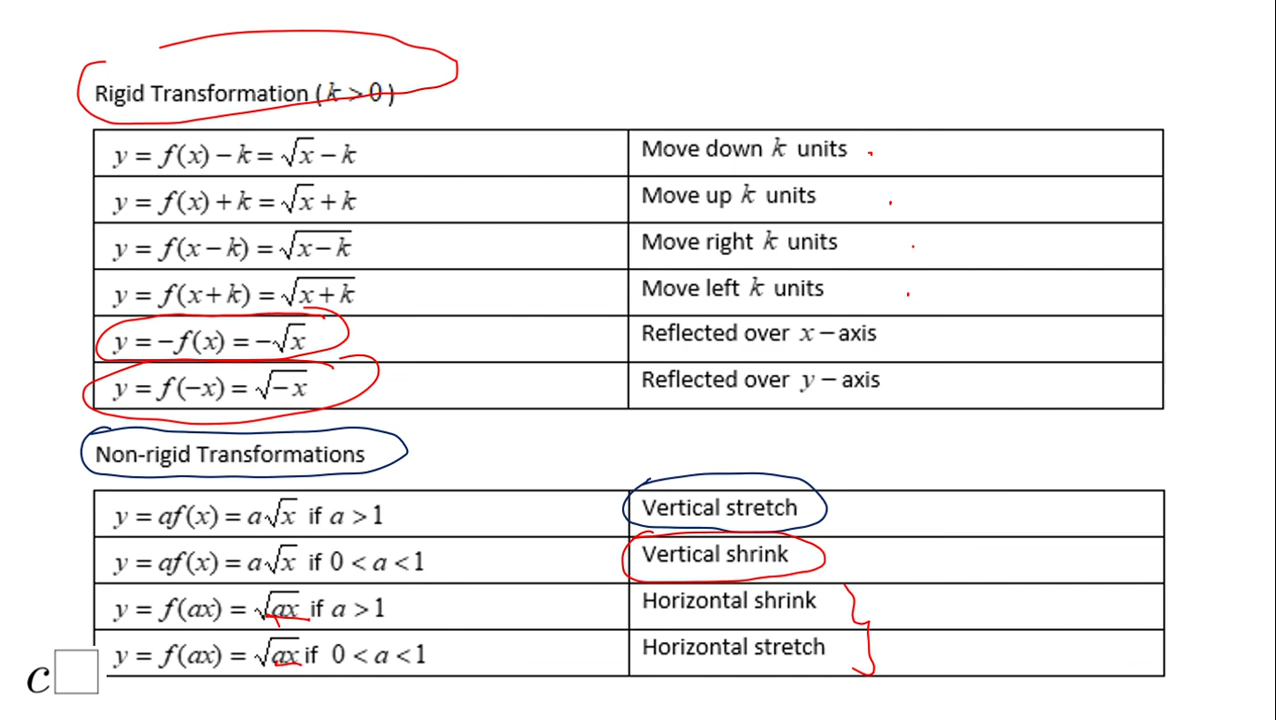 Rigid Transformation (k > 0)
y = f(x) − k = √x − k Move down k units
y = f(x) + k = √x + k Move up k units
y = f(x − k) = √(x − k) Move right k units
y = f(x + k) = √(x + k) Move left k units
y = −f(x) = −√x Reflected over x − axis
y = f(−x) = √(−x) Reflected over y − axis
Non-rigid Transformations
y = af(x) = a√x if a > 1 Vertical stretch
y = af(x) = a√x if 0 < a < 1 Vertical shrink
y = f(ax) = √(ax) if a > 1 Horizontal shrink
y = f(ax) = √(ax) if 0 < a < 1 Horizontal stretch
c